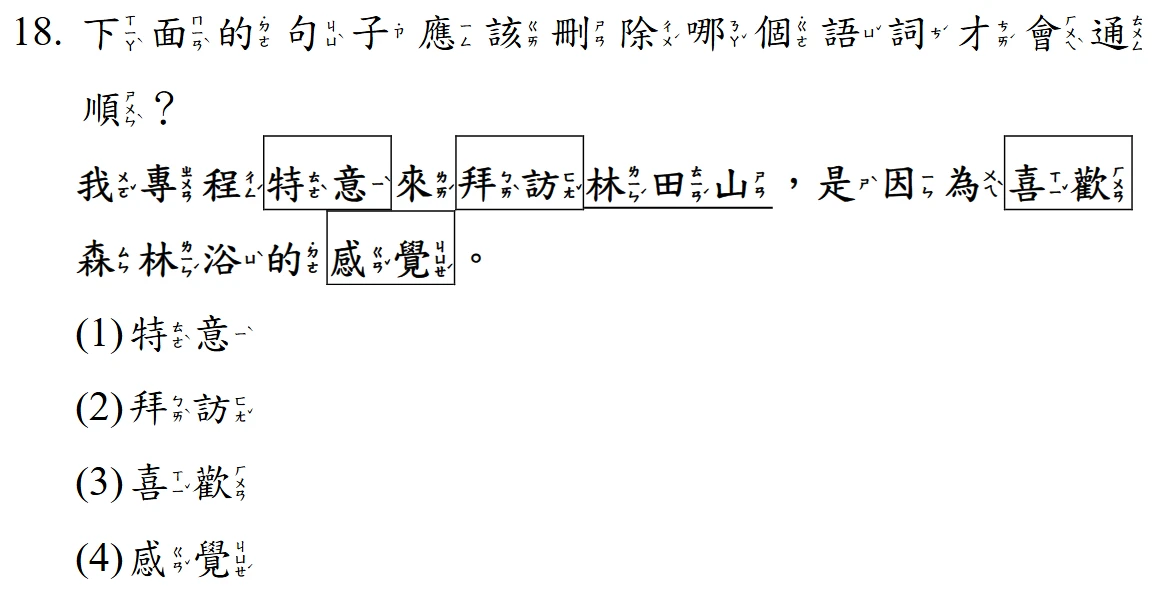 18. 下面的句子應該刪除哪個語詞才會通
順？
我專程特意來拜訪林田山，是因為喜歡
森林浴的感覺。
(1)特意
(2)拜訪
(3)喜歡
(4)感覺